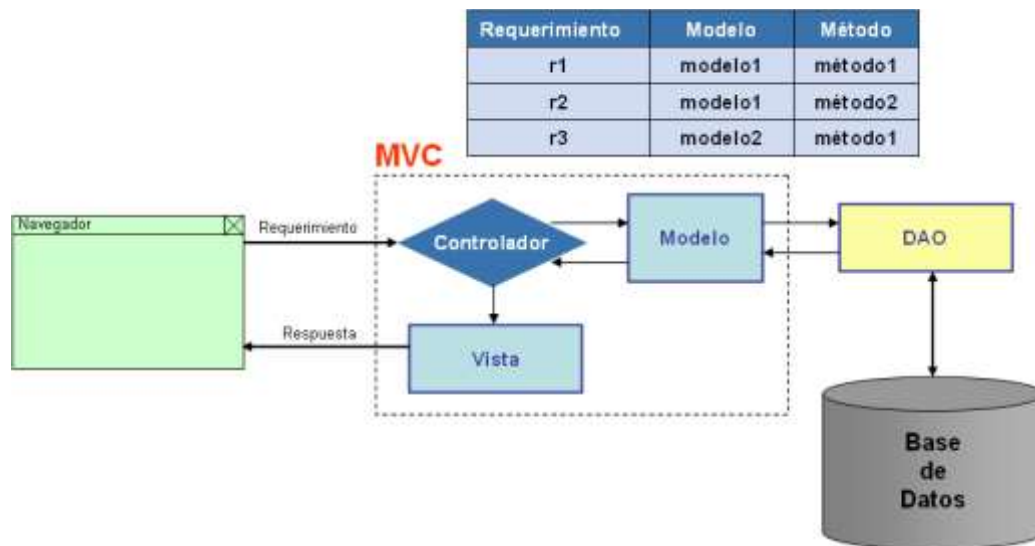 Requerimiento Modelo Método
r1 modelo1 método1
r2 modelo1 método2
r3 modelo2 método1
MVC
Navegador
Requerimiento
Controlador
Modelo
DAO
Respuesta
Vista
Base
de
Datos